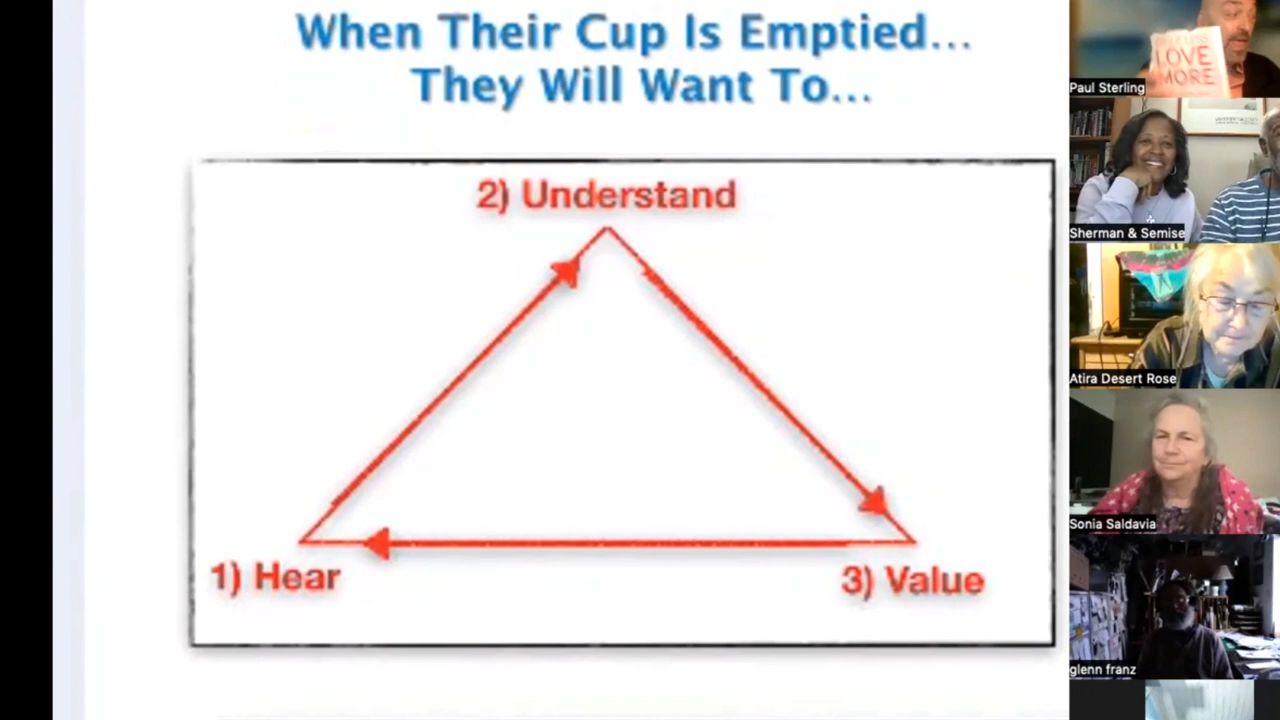 When Their Cup Is Emptied...
They Will Want To...
2) Understand
1) Hear
3) Value
LOVE
MORE
Paul Sterling
Sherman & Semise
Atira Desert Rose
Sonia Saldavia
glenn franz